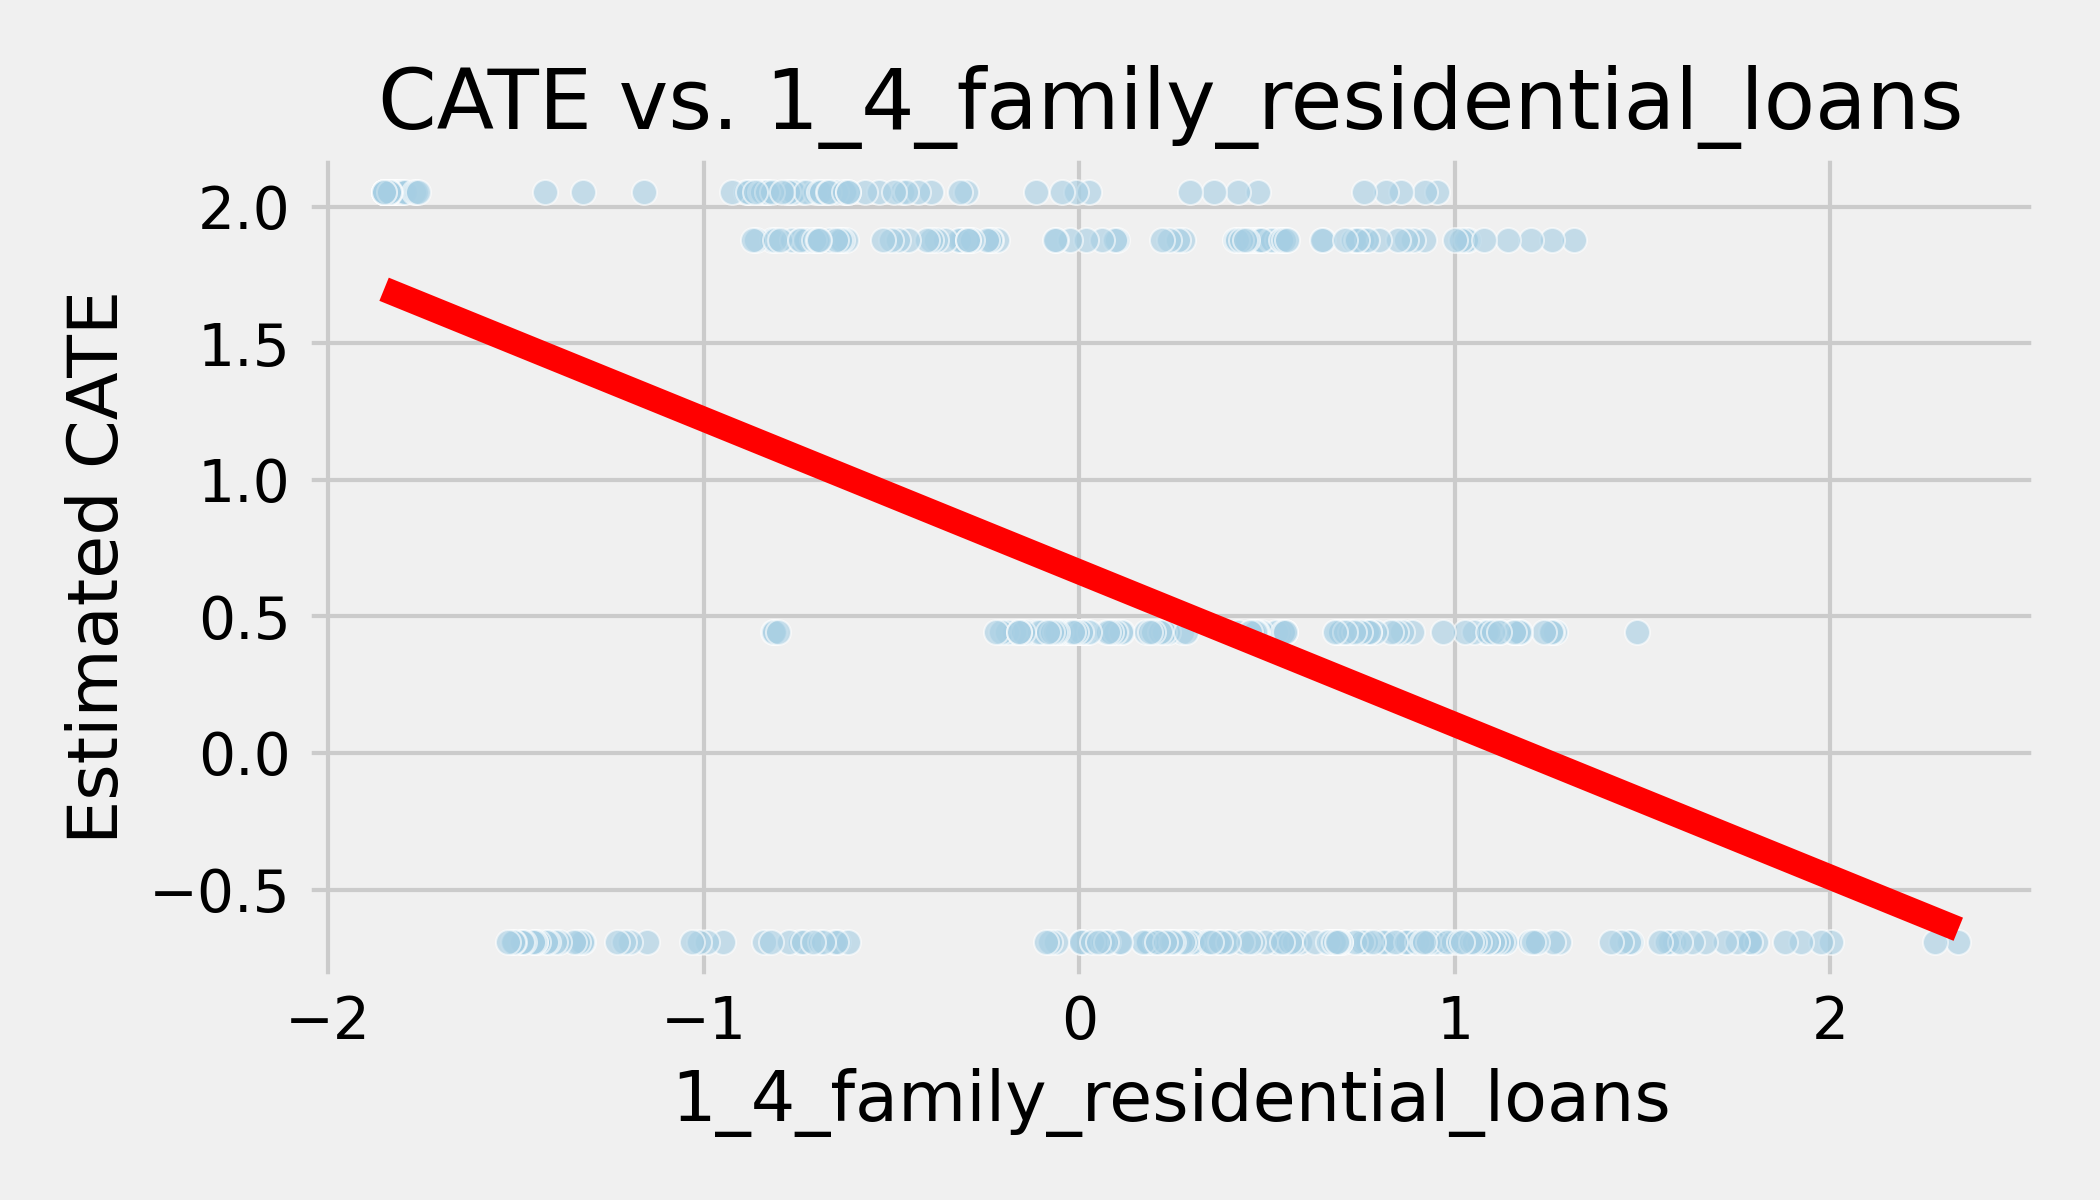 CATE vs. 1_4_family_residential_loans
Estimated CATE
2.0
1.5
1.0
0.5
0.0
−0.5
−2 −1 0 1 2
1_4_family_residential_loans